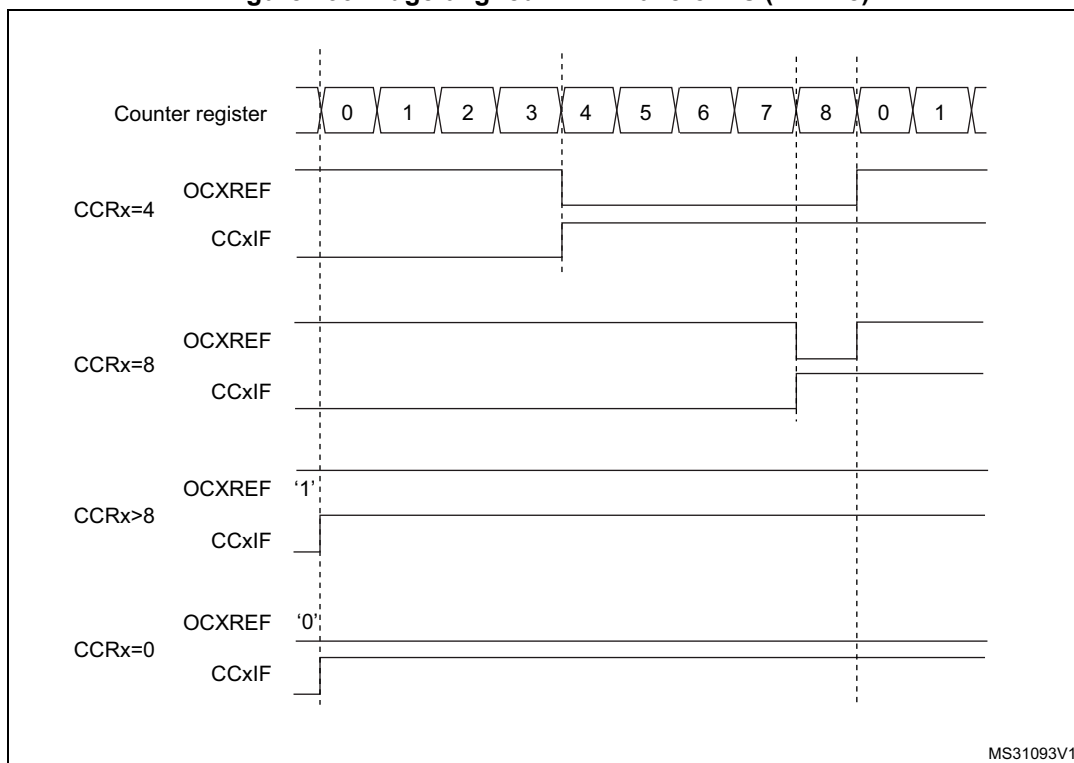 Counter register 0 1 2 3 4 5 6 7 8 0 1
OCXREF
CCRx=4
CCxIF
OCXREF
CCRx=8
CCxIF
OCXREF '1'
CCRx>8
CCxIF
OCXREF '0'
CCRx=0
CCxIF
MS31093V1